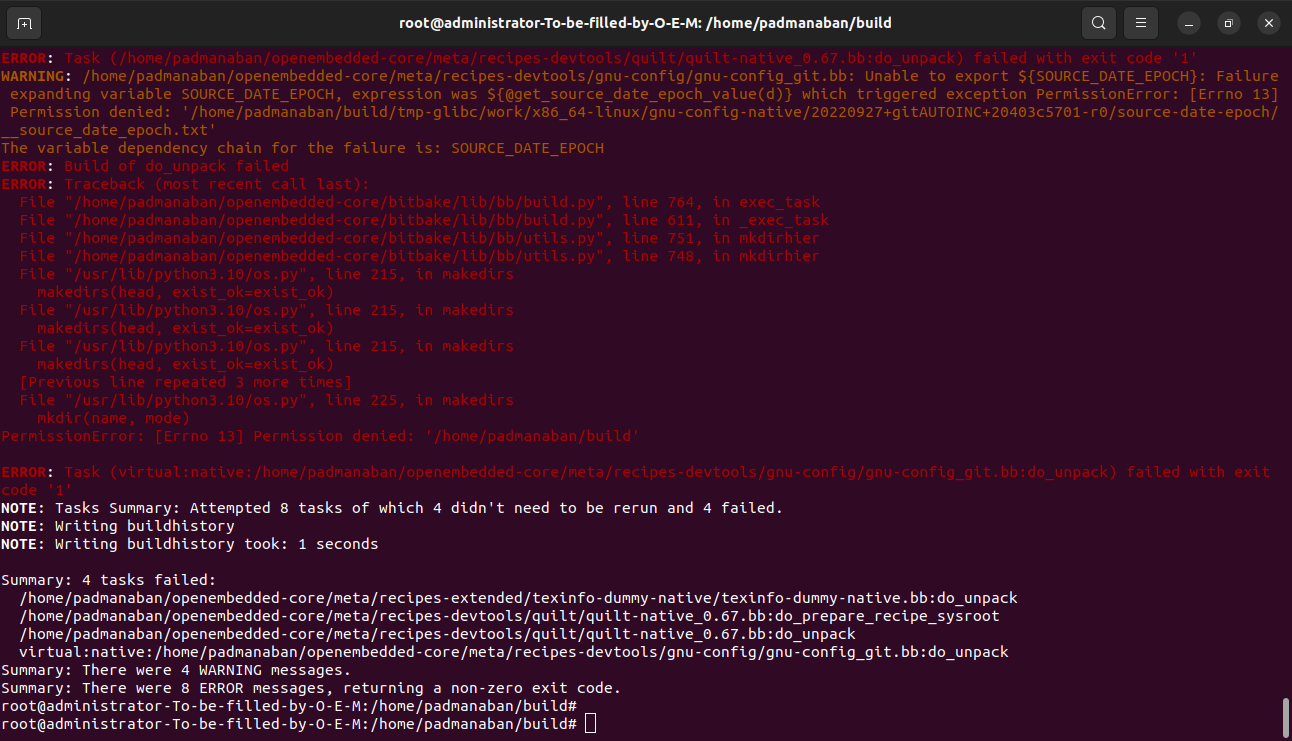 root@administrator-To-be-filled-by-O-E-M: /home/padmanaban/build
ERROR: Task (/home/padmanaban/openembedded-core/meta/recipes-devtools/quilt/quilt-native_0.67.bb:do_unpack) failed with exit code '1'
WARNING: /home/padmanaban/openembedded-core/meta/recipes-devtools/gnu-config/gnu-config_git.bb: Unable to export ${SOURCE_DATE_EPOCH}: Failure
expanding variable SOURCE_DATE_EPOCH, expression was ${@get_source_date_epoch_value(d)} which triggered exception PermissionError: [Errno 13]
Permission denied: '/home/padmanaban/build/tmp-glibc/work/x86_64-linux/gnu-config-native/20220927+gitAUTOINC+20403c5701-r0/source-date-epoch/
__source_date_epoch.txt'
The variable dependency chain for the failure is: SOURCE_DATE_EPOCH
ERROR: Build of do_unpack failed
ERROR: Traceback (most recent call last):
  File "/home/padmanaban/openembedded-core/bitbake/lib/bb/build.py", line 764, in exec_task
  File "/home/padmanaban/openembedded-core/bitbake/lib/bb/build.py", line 611, in _exec_task
  File "/home/padmanaban/openembedded-core/bitbake/lib/bb/utils.py", line 751, in mkdirhier
  File "/home/padmanaban/openembedded-core/bitbake/lib/bb/utils.py", line 748, in mkdirhier
  File "/usr/lib/python3.10/os.py", line 215, in makedirs
    makedirs(head, exist_ok=exist_ok)
  File "/usr/lib/python3.10/os.py", line 215, in makedirs
    makedirs(head, exist_ok=exist_ok)
  File "/usr/lib/python3.10/os.py", line 215, in makedirs
    makedirs(head, exist_ok=exist_ok)
  [Previous line repeated 3 more times]
  File "/usr/lib/python3.10/os.py", line 225, in makedirs
    mkdir(name, mode)
PermissionError: [Errno 13] Permission denied: '/home/padmanaban/build'
ERROR: Task (virtual:native:/home/padmanaban/openembedded-core/meta/recipes-devtools/gnu-config/gnu-config_git.bb:do_unpack) failed with exit
code '1'
NOTE: Tasks Summary: Attempted 8 tasks of which 4 didn't need to be rerun and 4 failed.
NOTE: Writing buildhistory
NOTE: Writing buildhistory took: 1 seconds
Summary: 4 tasks failed:
  /home/padmanaban/openembedded-core/meta/recipes-extended/texinfo-dummy-native/texinfo-dummy-native.bb:do_unpack
  /home/padmanaban/openembedded-core/meta/recipes-devtools/quilt/quilt-native_0.67.bb:do_prepare_recipe_sysroot
  /home/padmanaban/openembedded-core/meta/recipes-devtools/quilt/quilt-native_0.67.bb:do_unpack
  virtual:native:/home/padmanaban/openembedded-core/meta/recipes-devtools/gnu-config/gnu-config_git.bb:do_unpack
Summary: There were 4 WARNING messages.
Summary: There were 8 ERROR messages, returning a non-zero exit code.
root@administrator-To-be-filled-by-O-E-M:/home/padmanaban/build#
root@administrator-To-be-filled-by-O-E-M:/home/padmanaban/build#